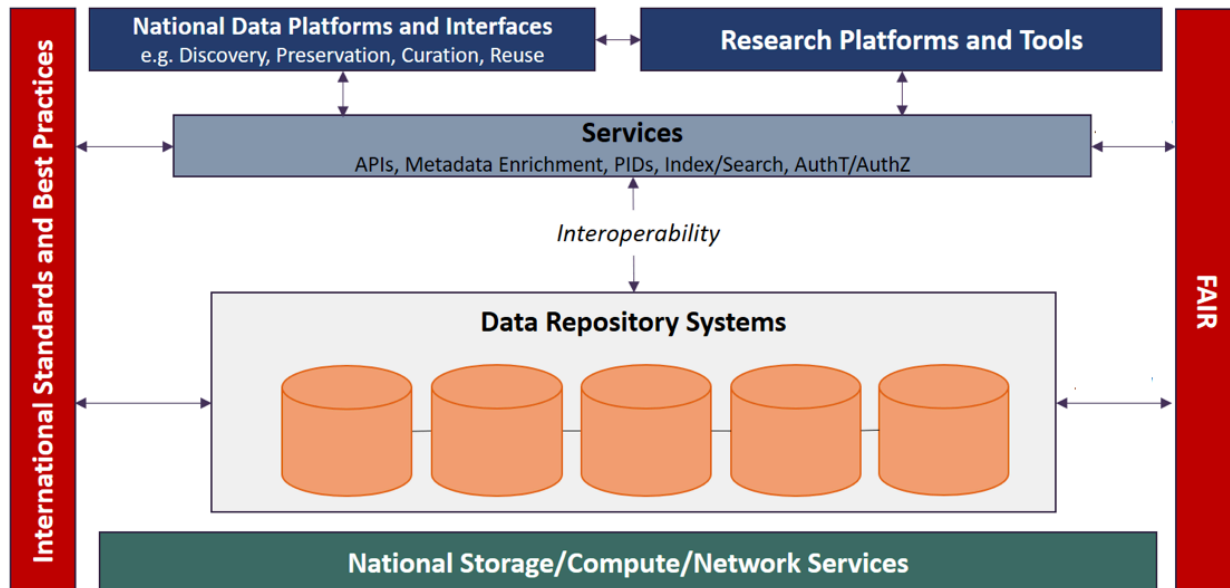 International Standards and Best Practices
National Data Platforms and Interfaces
e.g. Discovery, Preservation, Curation, Reuse
Research Platforms and Tools
Services
APIs, Metadata Enrichment, PIDs, Index/Search, AuthT/AuthZ
Interoperability
Data Repository Systems
FAIR
National Storage/Compute/Network Services